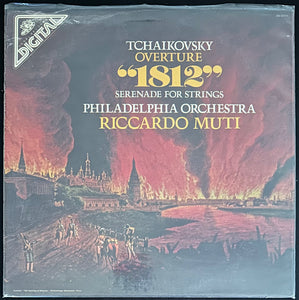 DIGITAL
TCHAIKOVSKY
OVERTURE
“1812”
SERENADE FOR STRINGS
PHILADELPHIA ORCHESTRA
RICCARDO MUTI